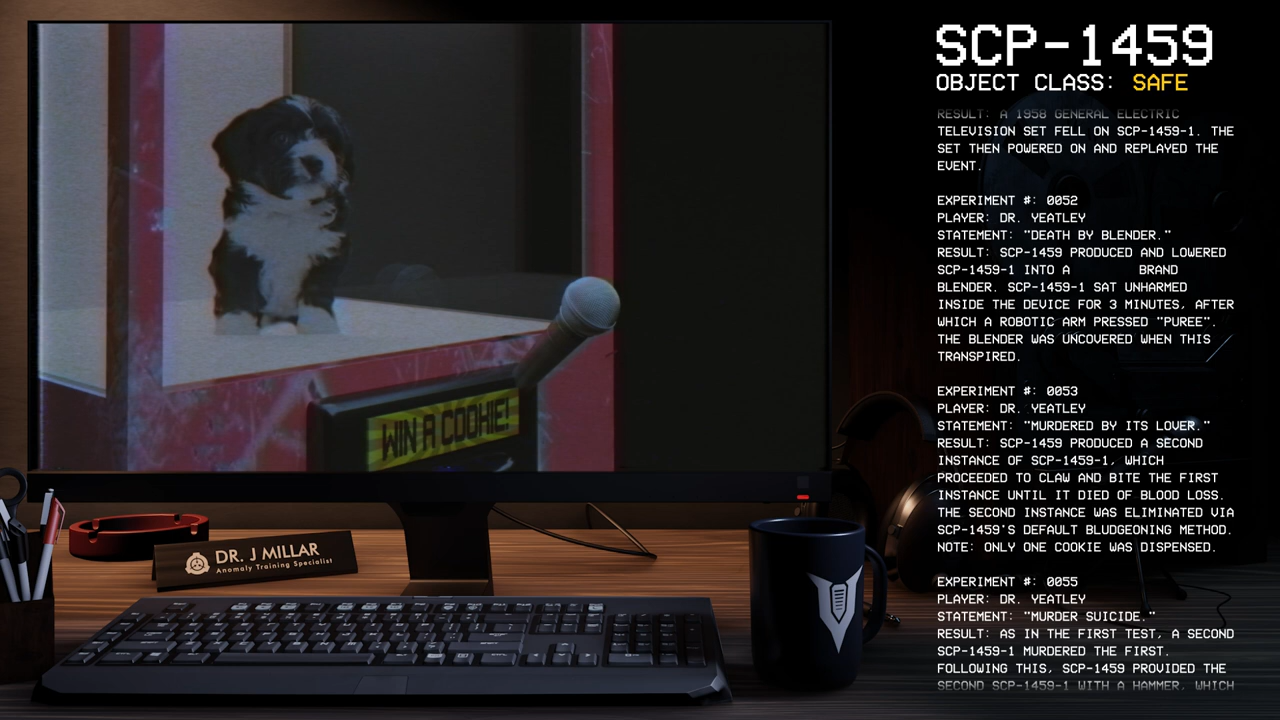 SCP-1459
OBJECT CLASS: SAFE
RESULT: A 1958 GENERAL ELECTRIC
TELEVISION SET FELL ON SCP-1459-1. THE
SET THEN POWERED ON AND REPLAYED THE
EVENT.
EXPERIMENT #: 0052
PLAYER: DR. YEATLEY
STATEMENT: "DEATH BY BLENDER."
RESULT: SCP-1459 PRODUCED AND LOWERED
SCP-1459-1 INTO A BRAND
BLENDER. SCP-1459-1 SAT UNHARMED
INSIDE THE DEVICE FOR 3 MINUTES, AFTER
WHICH A ROBOTIC ARM PRESSED "PUREE".
THE BLENDER WAS UNCOVERED WHEN THIS
TRANSPIRED.
EXPERIMENT #: 0053
PLAYER: DR. YEATLEY
STATEMENT: "MURDERED BY ITS LOVER."
RESULT: SCP-1459 PRODUCED A SECOND
INSTANCE OF SCP-1459-1, WHICH
PROCEEDED TO CLAW AND BITE THE FIRST
INSTANCE UNTIL IT DIED OF BLOOD LOSS.
THE SECOND INSTANCE WAS ELIMINATED VIA
SCP-1459'S DEFAULT BLUDGEONING METHOD.
NOTE: ONLY ONE COOKIE WAS DISPENSED.
EXPERIMENT #: 0055
PLAYER: DR. YEATLEY
STATEMENT: "MURDER SUICIDE."
RESULT: AS IN THE FIRST TEST, A SECOND
SCP-1459-1 MURDERED THE FIRST.
FOLLOWING THIS, SCP-1459 PROVIDED THE
SECOND SCP-1459-1 WITH A HAMMER, WHICH
WIN A COOKIE!
DR. J MILLAR
Anomaly Training Specialist